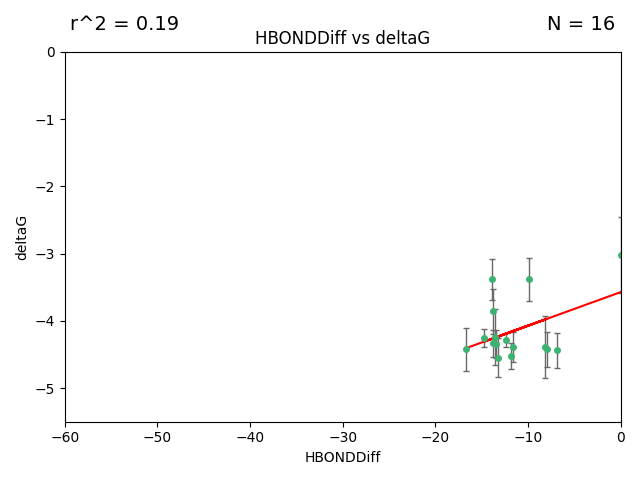 r^2 = 0.19
N = 16
HBONDDiff vs deltaG
0
−1
−2
−3
−4
−5
deltaG
−60
−50
−40
−30
−20
−10
0
HBONDDiff